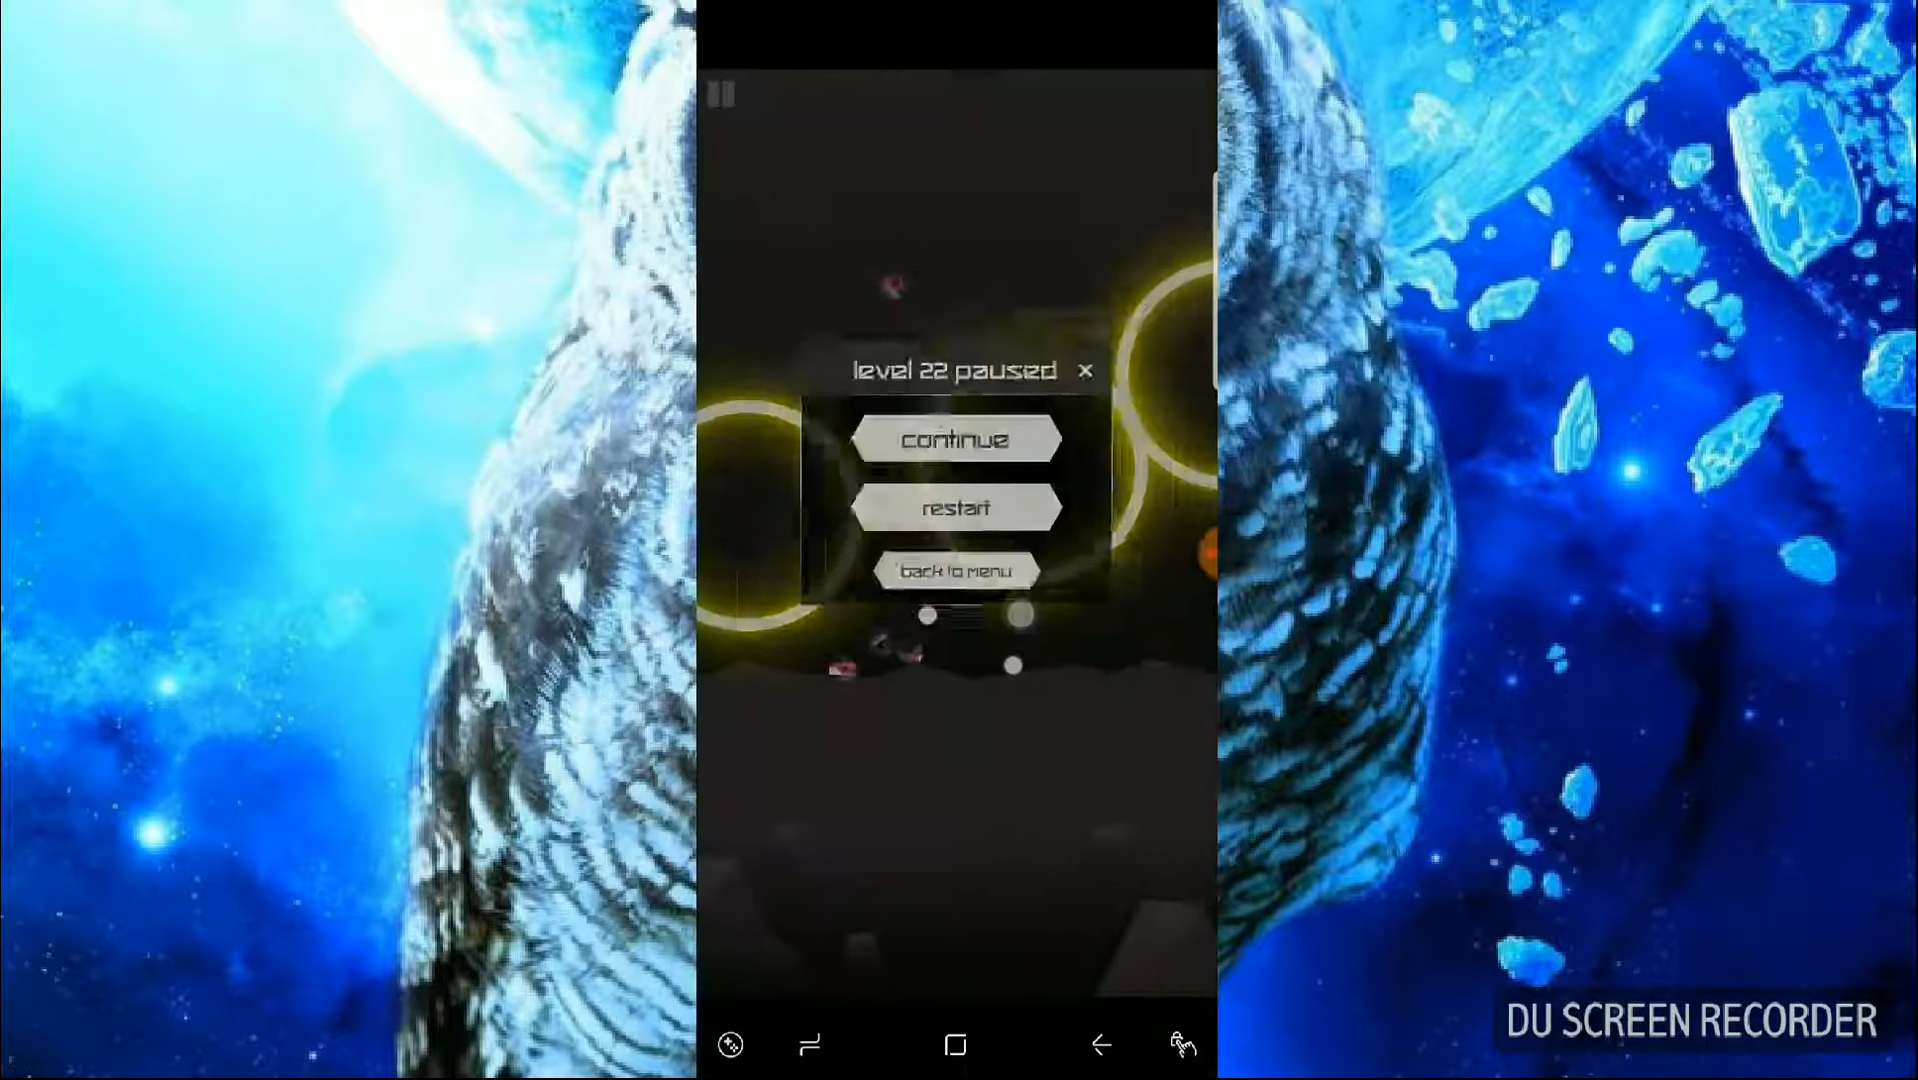 level 22 paused ×
continue
restart
back to menu
DU SCREEN RECORDER